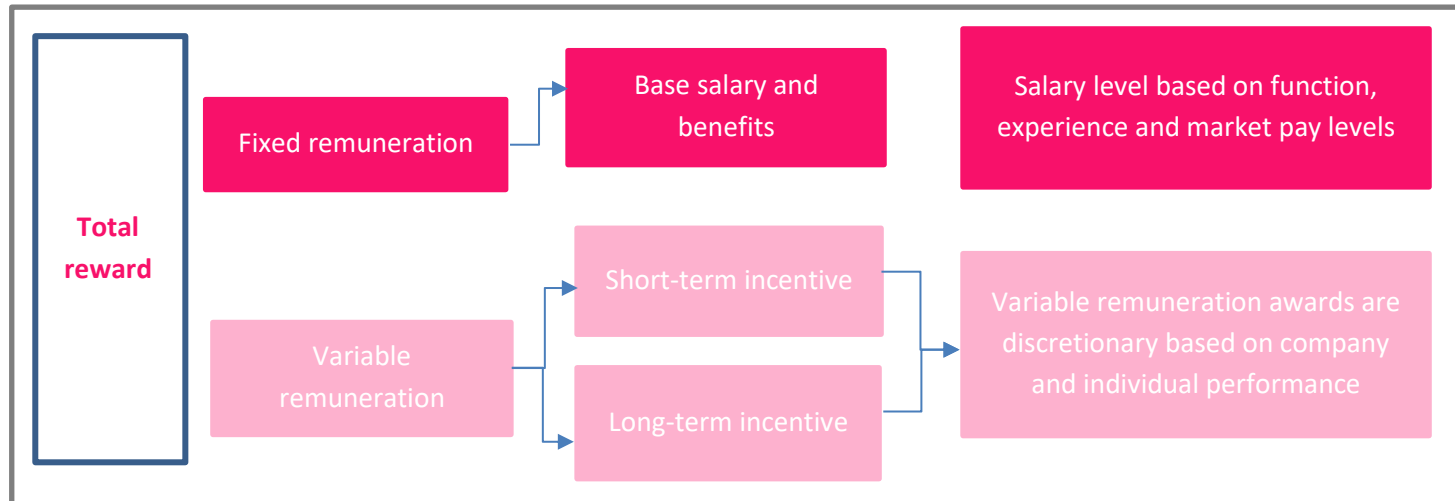 Total
reward
Fixed remuneration
Base salary and
benefits
Salary level based on function,
experience and market pay levels
Variable
remuneration
Short-term incentive
Long-term incentive
Variable remuneration awards are
discretionary based on company
and individual performance